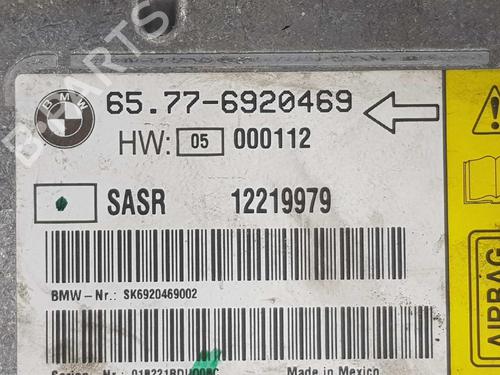 B-PARTS
BMW
65.77-6920469
HW: 05 000112
SASR 12219979
BMW-Nr.: SK6920469002
AIRBAG
Made in Mexico